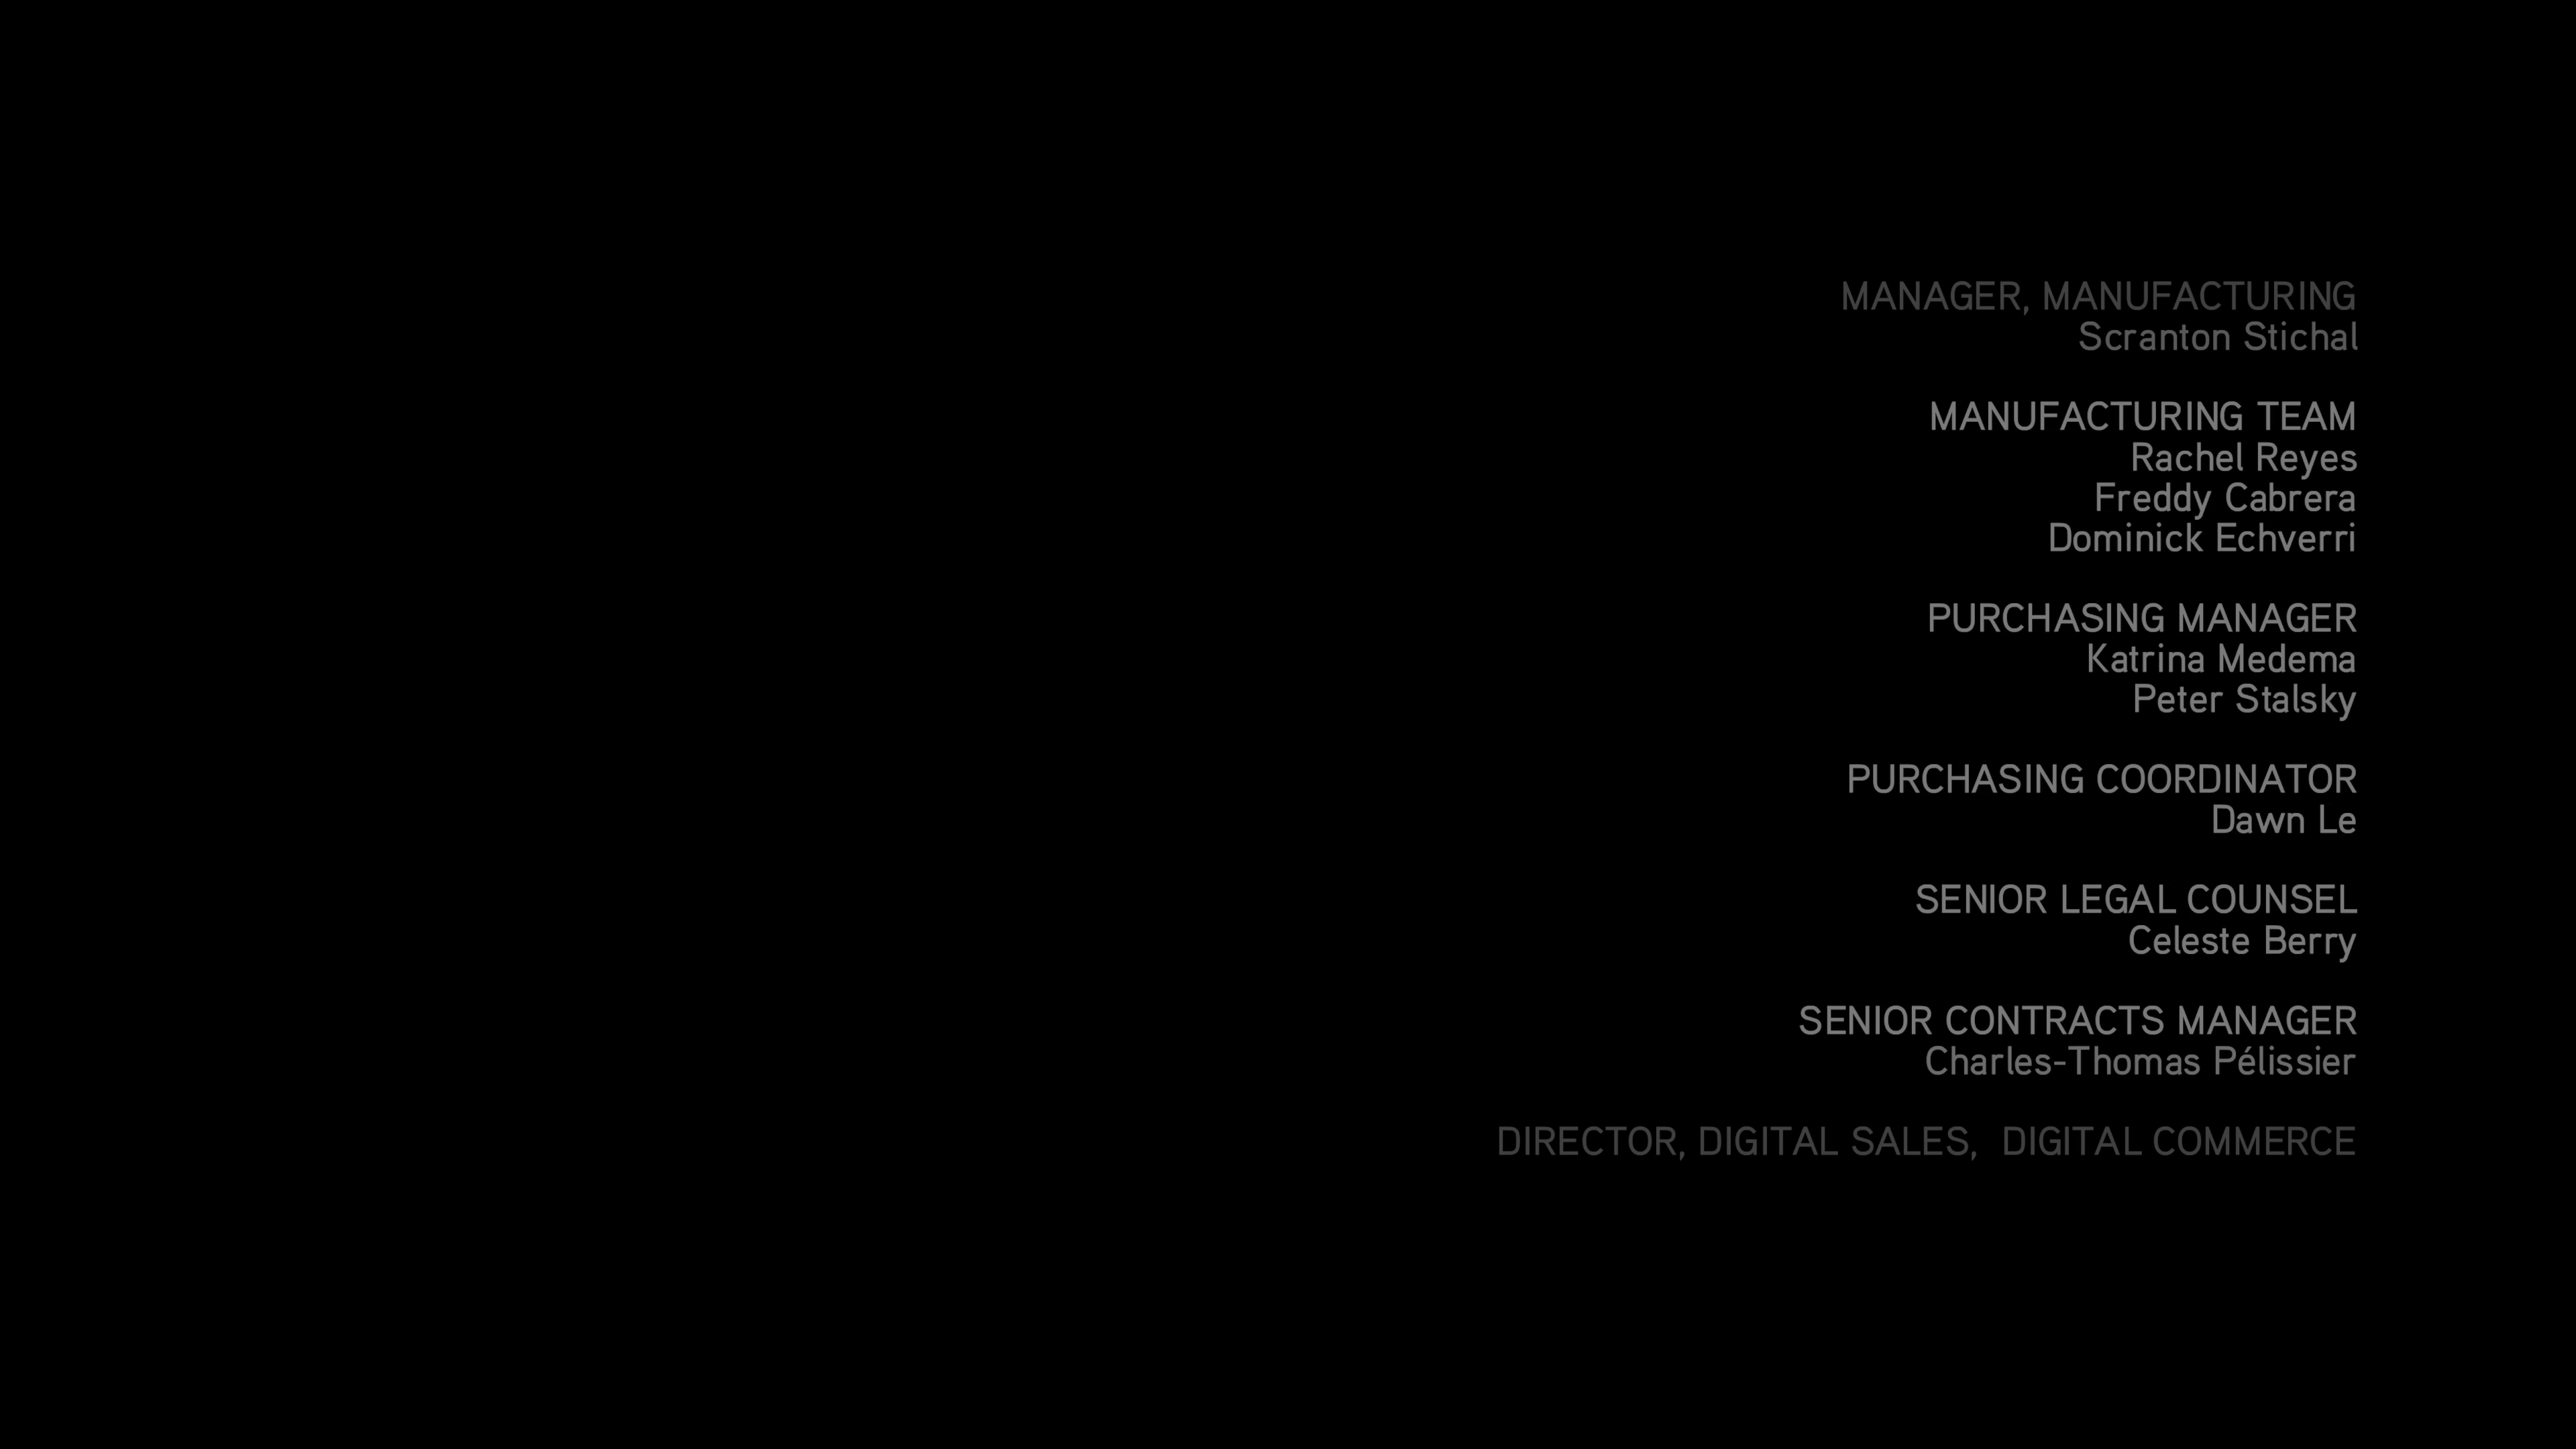 MANAGER, MANUFACTURING
Scranton Stichal
MANUFACTURING TEAM
Rachel Reyes
Freddy Cabrera
Dominick Echverri
PURCHASING MANAGER
Katrina Medema
Peter Stalsky
PURCHASING COORDINATOR
Dawn Le
SENIOR LEGAL COUNSEL
Celeste Berry
SENIOR CONTRACTS MANAGER
Charles-Thomas Pélissier
DIRECTOR, DIGITAL SALES,  DIGITAL COMMERCE